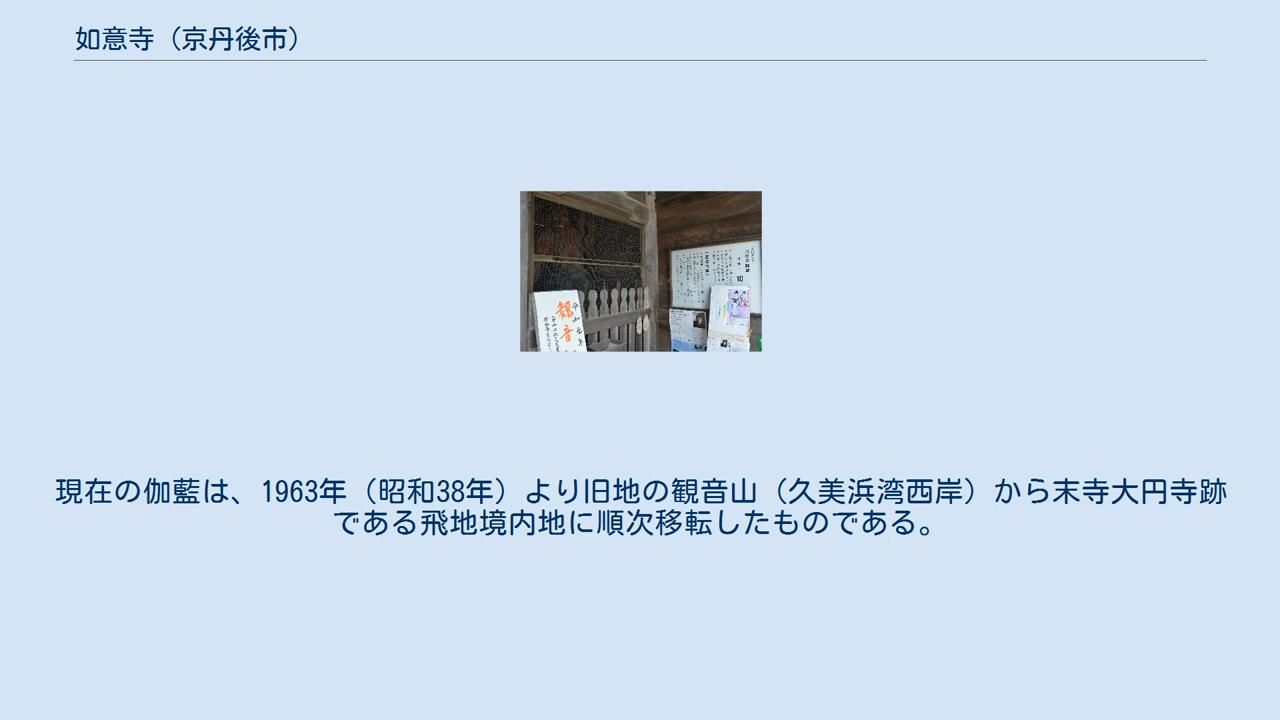 如意寺（京丹後市）
観音
現在の伽藍は、1963年（昭和38年）より旧地の観音山（久美浜湾西岸）から末寺大円寺跡
である飛地境内地に順次移転したものである。